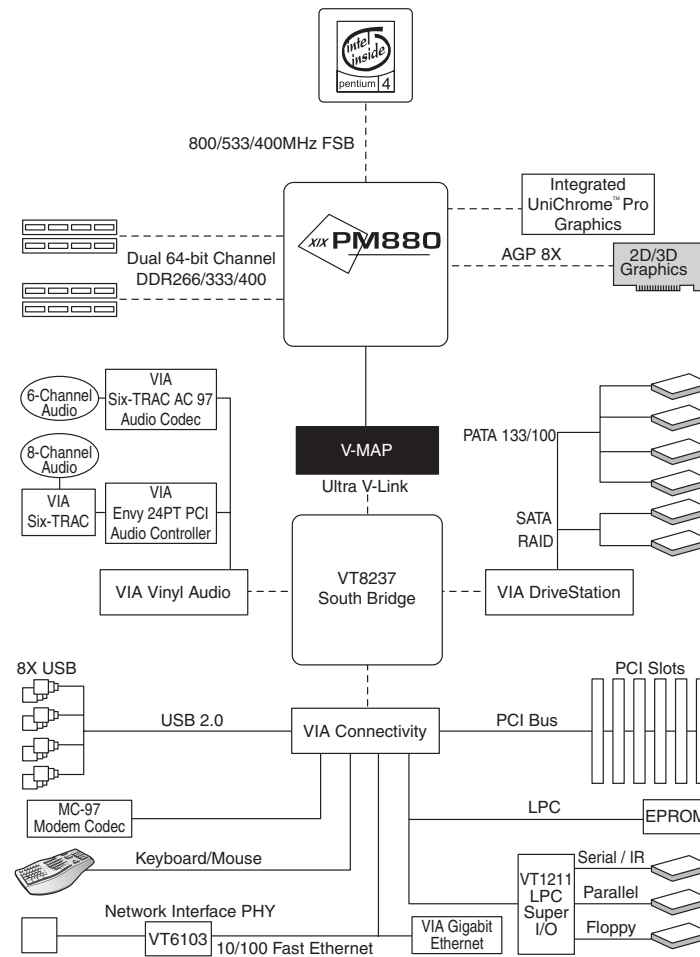 intel
inside
pentium 4
800/533/400MHz FSB
Integrated
UniChrome™ Pro
Graphics
XIX PM880
Dual 64-bit Channel
DDR266/333/400
AGP 8X
2D/3D
Graphics
6-Channel
Audio
VIA
Six-TRAC AC 97
Audio Codec
8-Channel
Audio
VIA
Six-TRAC
VIA
Envy 24PT PCI
Audio Controller
V-MAP
Ultra V-Link
PATA 133/100
SATA
RAID
VIA Vinyl Audio
VT8237
South Bridge
VIA DriveStation
8X USB
USB 2.0
VIA Connectivity
PCI Bus
PCI Slots
MC-97
Modem Codec
LPC
EPROM
Keyboard/Mouse
VT1211
LPC
Super
I/O
Serial / IR
Parallel
Floppy
Network Interface PHY
VT6103
10/100 Fast Ethernet
VIA Gigabit
Ethernet